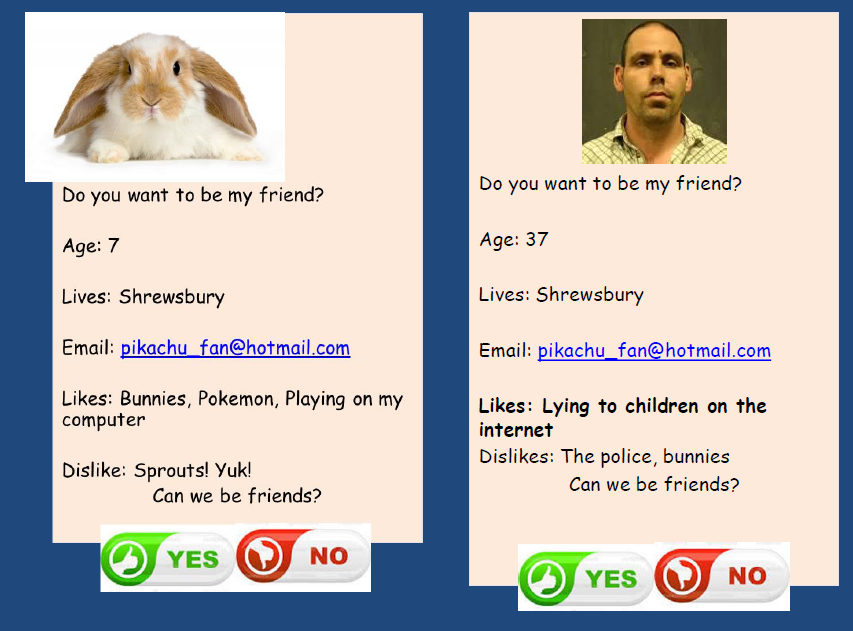 Do you want to be my friend?
Age: 7
Lives: Shrewsbury
Email: pikachu_fan@hotmail.com
Likes: Bunnies, Pokemon, Playing on my
computer
Dislike: Sprouts! Yuk!
Can we be friends?
YES
NO
Do you want to be my friend?
Age: 37
Lives: Shrewsbury
Email: pikachu_fan@hotmail.com
Likes: Lying to children on the
internet
Dislikes: The police, bunnies
Can we be friends?
YES
NO